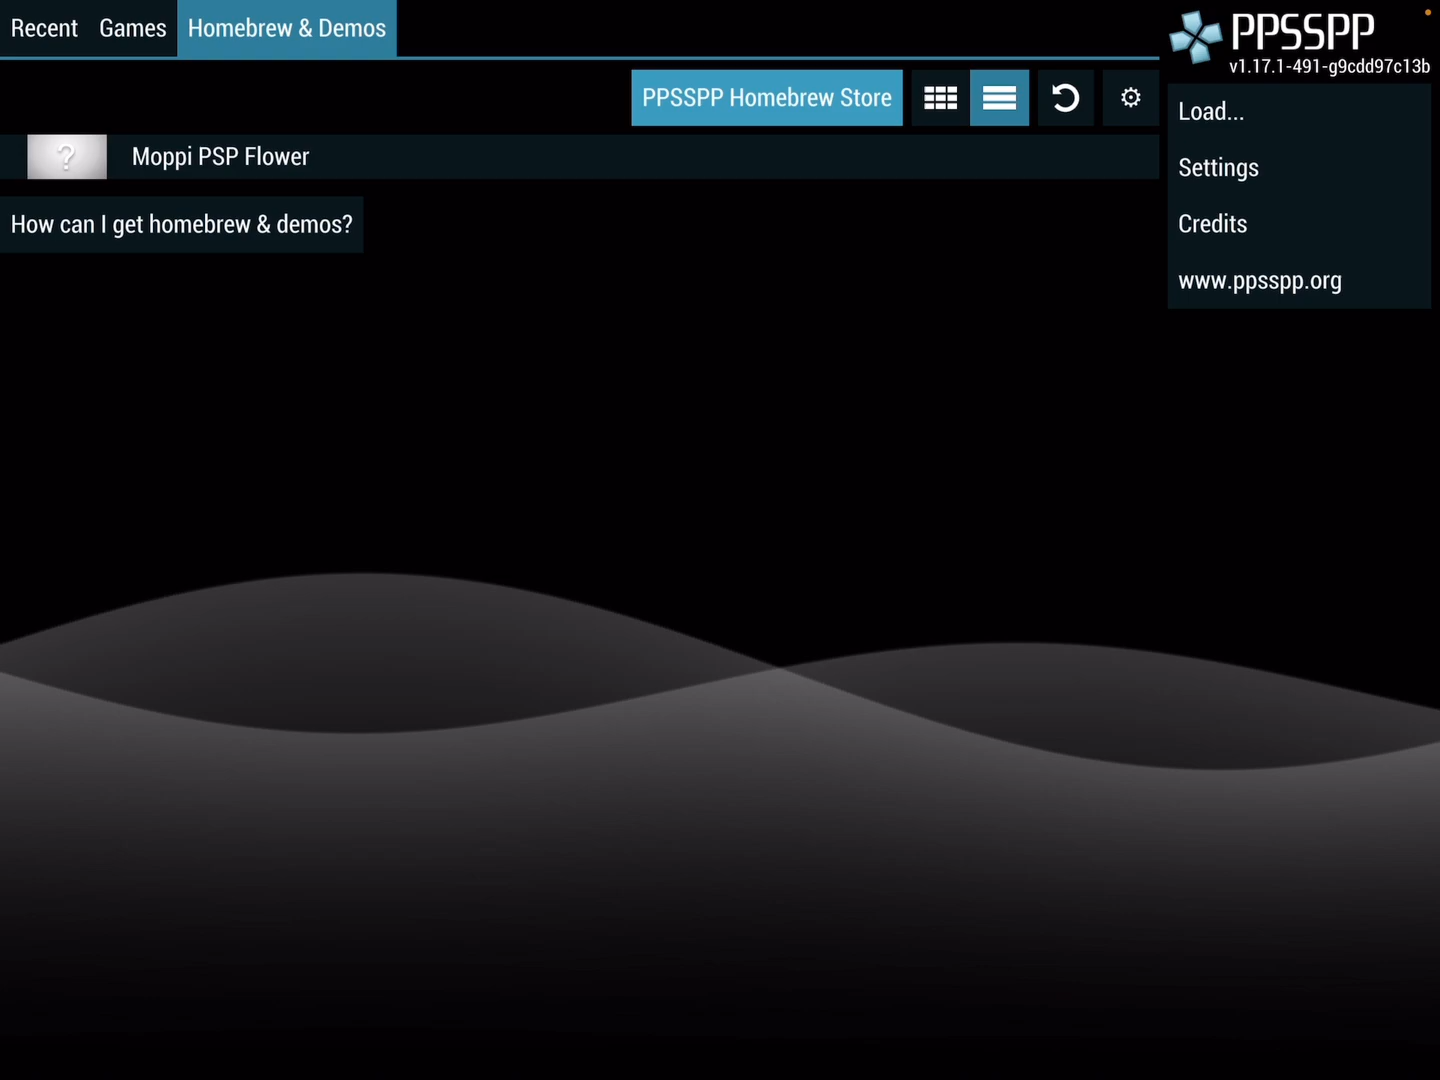 Recent Games Homebrew & Demos
PPSSPP
v1.17.1-491-g9cdd97c13b
PPSSPP Homebrew Store
Load...
Moppi PSP Flower
Settings
How can I get homebrew & demos?
Credits
www.ppsspp.org